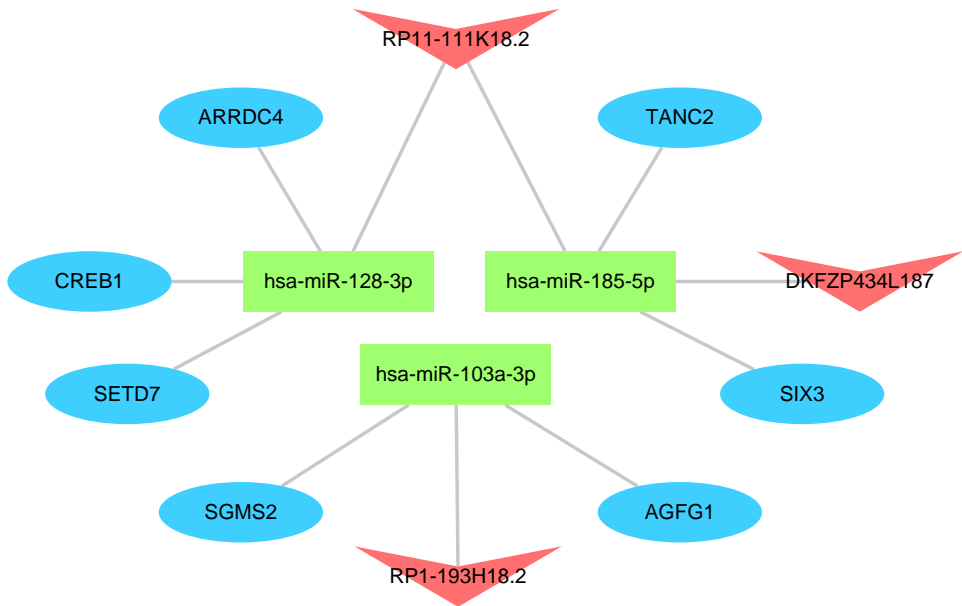 RP11-111K18.2
ARRDC4
TANC2
CREB1
hsa-miR-128-3p
hsa-miR-185-5p
DKFZP434L187
hsa-miR-103a-3p
SETD7
SIX3
SGMS2
AGFG1
RP1-193H18.2